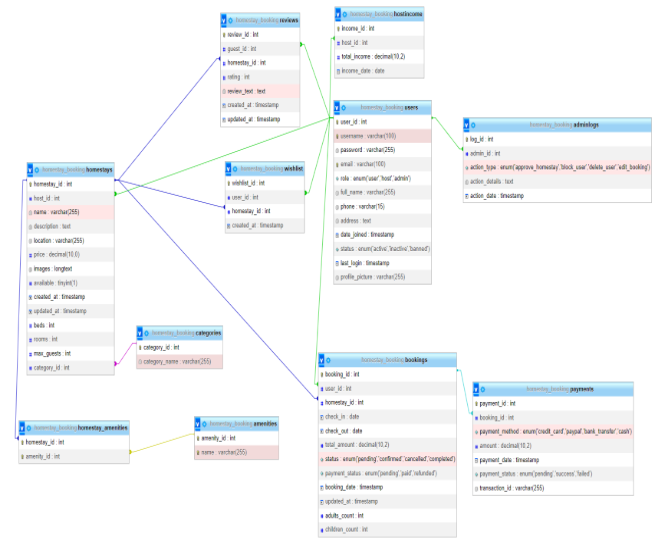 homestay_booking reviews
review_id : int
guest_id : int
homestay_id : int
rating : int
review_text : text
created_at : timestamp
updated_at : timestamp
homestay_booking hostincome
income_id : int
host_id : int
total_income : decimal(10,2)
income_date : date
homestay_booking users
user_id : int
username : varchar(100)
password : varchar(255)
email : varchar(100)
role : enum('user','host','admin')
full_name : varchar(255)
phone : varchar(15)
address : text
date_joined : timestamp
status : enum('active','inactive','banned')
last_login : timestamp
profile_picture : varchar(255)
homestay_booking adminlogs
log_id : int
admin_id : int
action_type : enum('approve_homestay','block_user','delete_user','edit_booking')
action_details : text
action_date : timestamp
homestay_booking homestays
homestay_id : int
host_id : int
name : varchar(255)
description : text
location : varchar(255)
price : decimal(10,0)
images : longtext
available : tinyint(1)
created_at : timestamp
updated_at : timestamp
beds : int
rooms : int
max_guests : int
category_id : int
homestay_booking wishlist
wishlist_id : int
user_id : int
homestay_id : int
created_at : timestamp
homestay_booking categories
category_id : int
category_name : varchar(255)
homestay_booking bookings
booking_id : int
user_id : int
homestay_id : int
check_in : date
check_out : date
total_amount : decimal(10,2)
status : enum('pending','confirmed','cancelled','completed')
payment_status : enum('pending','paid','refunded')
booking_date : timestamp
updated_at : timestamp
adults_count : int
children_count : int
homestay_booking payments
payment_id : int
booking_id : int
payment_method : enum('credit_card','paypal','bank_transfer','cash')
amount : decimal(10,2)
payment_date : timestamp
payment_status : enum('pending','success','failed')
transaction_id : varchar(255)
homestay_booking homestay_amenities
homestay_id : int
amenity_id : int
homestay_booking amenities
amenity_id : int
name : varchar(255)